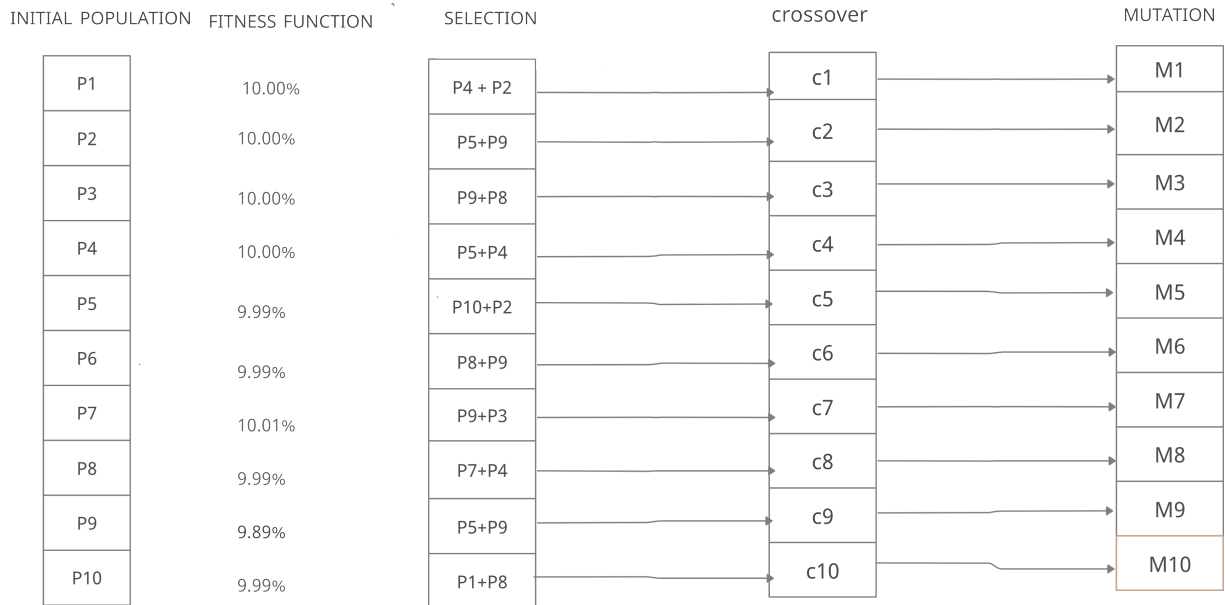 INITIAL POPULATION
FITNESS FUNCTION
SELECTION
crossover
MUTATION
P1
10.00%
P4 + P2
c1
M1
P2
10.00%
P5+P9
c2
M2
P3
10.00%
P9+P8
c3
M3
P4
10.00%
P5+P4
c4
M4
P5
9.99%
P10+P2
c5
M5
P6
9.99%
P8+P9
c6
M6
P7
10.01%
P9+P3
c7
M7
P8
9.99%
P7+P4
c8
M8
P9
9.89%
P5+P9
c9
M9
P10
9.99%
P1+P8
c10
M10